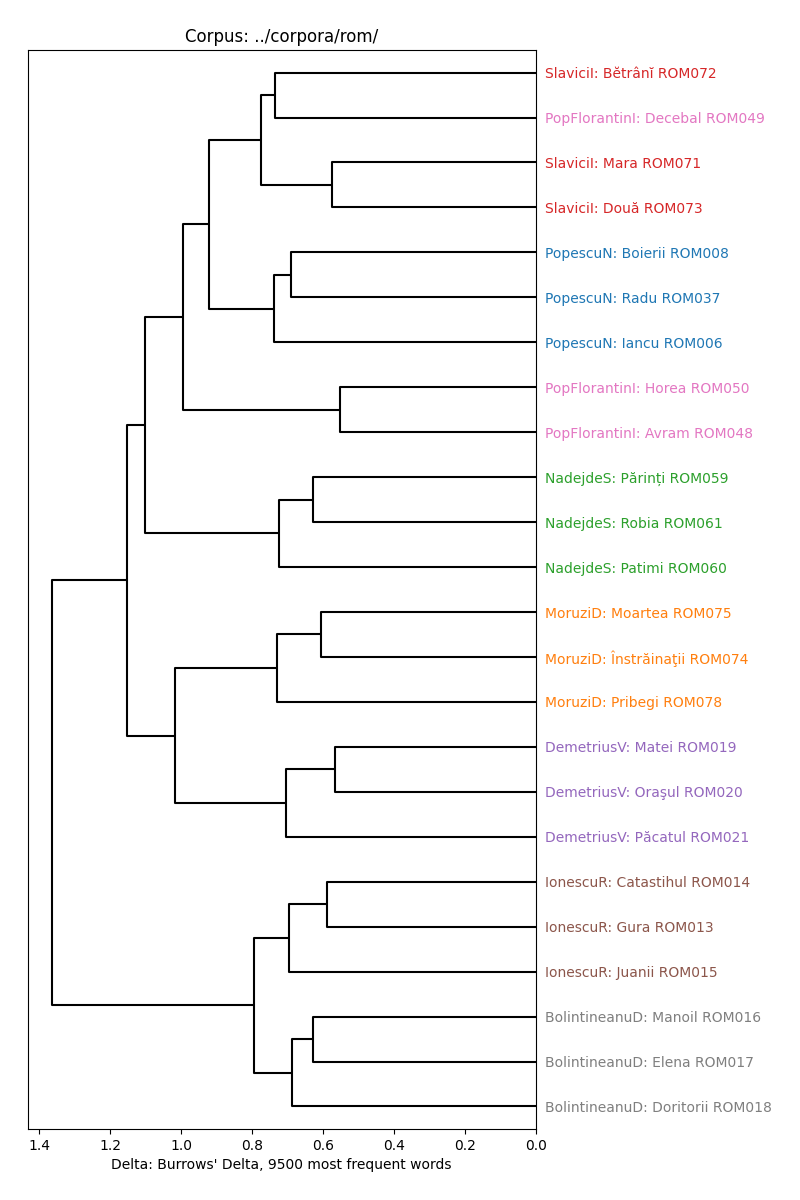 Corpus: ../corpora/rom/
SlaviciI: Bĕtrânĭ ROM072
PopFlorantinI: Decebal ROM049
SlaviciI: Mara ROM071
SlaviciI: Două ROM073
PopescuN: Boierii ROM008
PopescuN: Radu ROM037
PopescuN: Iancu ROM006
PopFlorantinI: Horea ROM050
PopFlorantinI: Avram ROM048
NadejdeS: Părinți ROM059
NadejdeS: Robia ROM061
NadejdeS: Patimi ROM060
MoruziD: Moartea ROM075
MoruziD: Înstrăinaţii ROM074
MoruziD: Pribegi ROM078
DemetriusV: Matei ROM019
DemetriusV: Oraşul ROM020
DemetriusV: Păcatul ROM021
IonescuR: Catastihul ROM014
IonescuR: Gura ROM013
IonescuR: Juanii ROM015
BolintineanuD: Manoil ROM016
BolintineanuD: Elena ROM017
BolintineanuD: Doritorii ROM018
1.4 1.2 1.0 0.8 0.6 0.4 0.2 0.0
Delta: Burrows' Delta, 9500 most frequent words